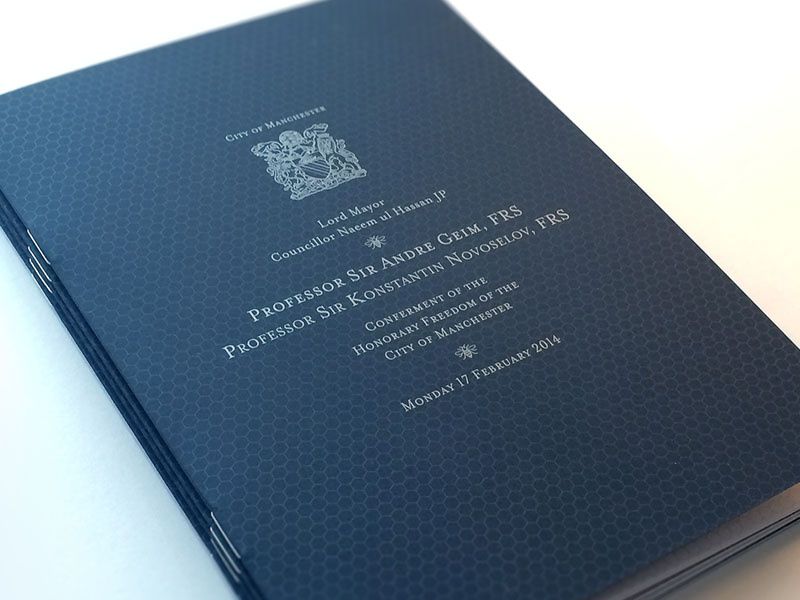 City of Manchester
Lord Mayor
Councillor Naeem ul Hassan JP
Professor Sir Andre Geim, FRS
Professor Sir Konstantin Novoselov, FRS
Conferment of the
Honorary Freedom of the
City of Manchester
Monday 17 February 2014